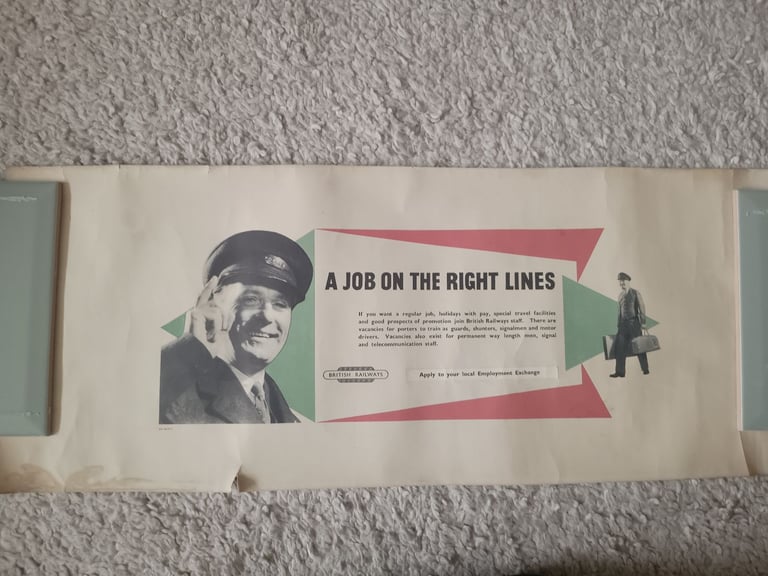 A JOB ON THE RIGHT LINES
If you want a regular job, holidays with pay, special travel facilities
and good prospects of promotion join British Railways staff. There are
vacancies for porters to train as guards, shunters, signalmen and motor
drivers. Vacancies also exist for permanent way length men, signal
and telecommunication staff.
BRITISH RAILWAYS
Apply to your local Employment Exchange